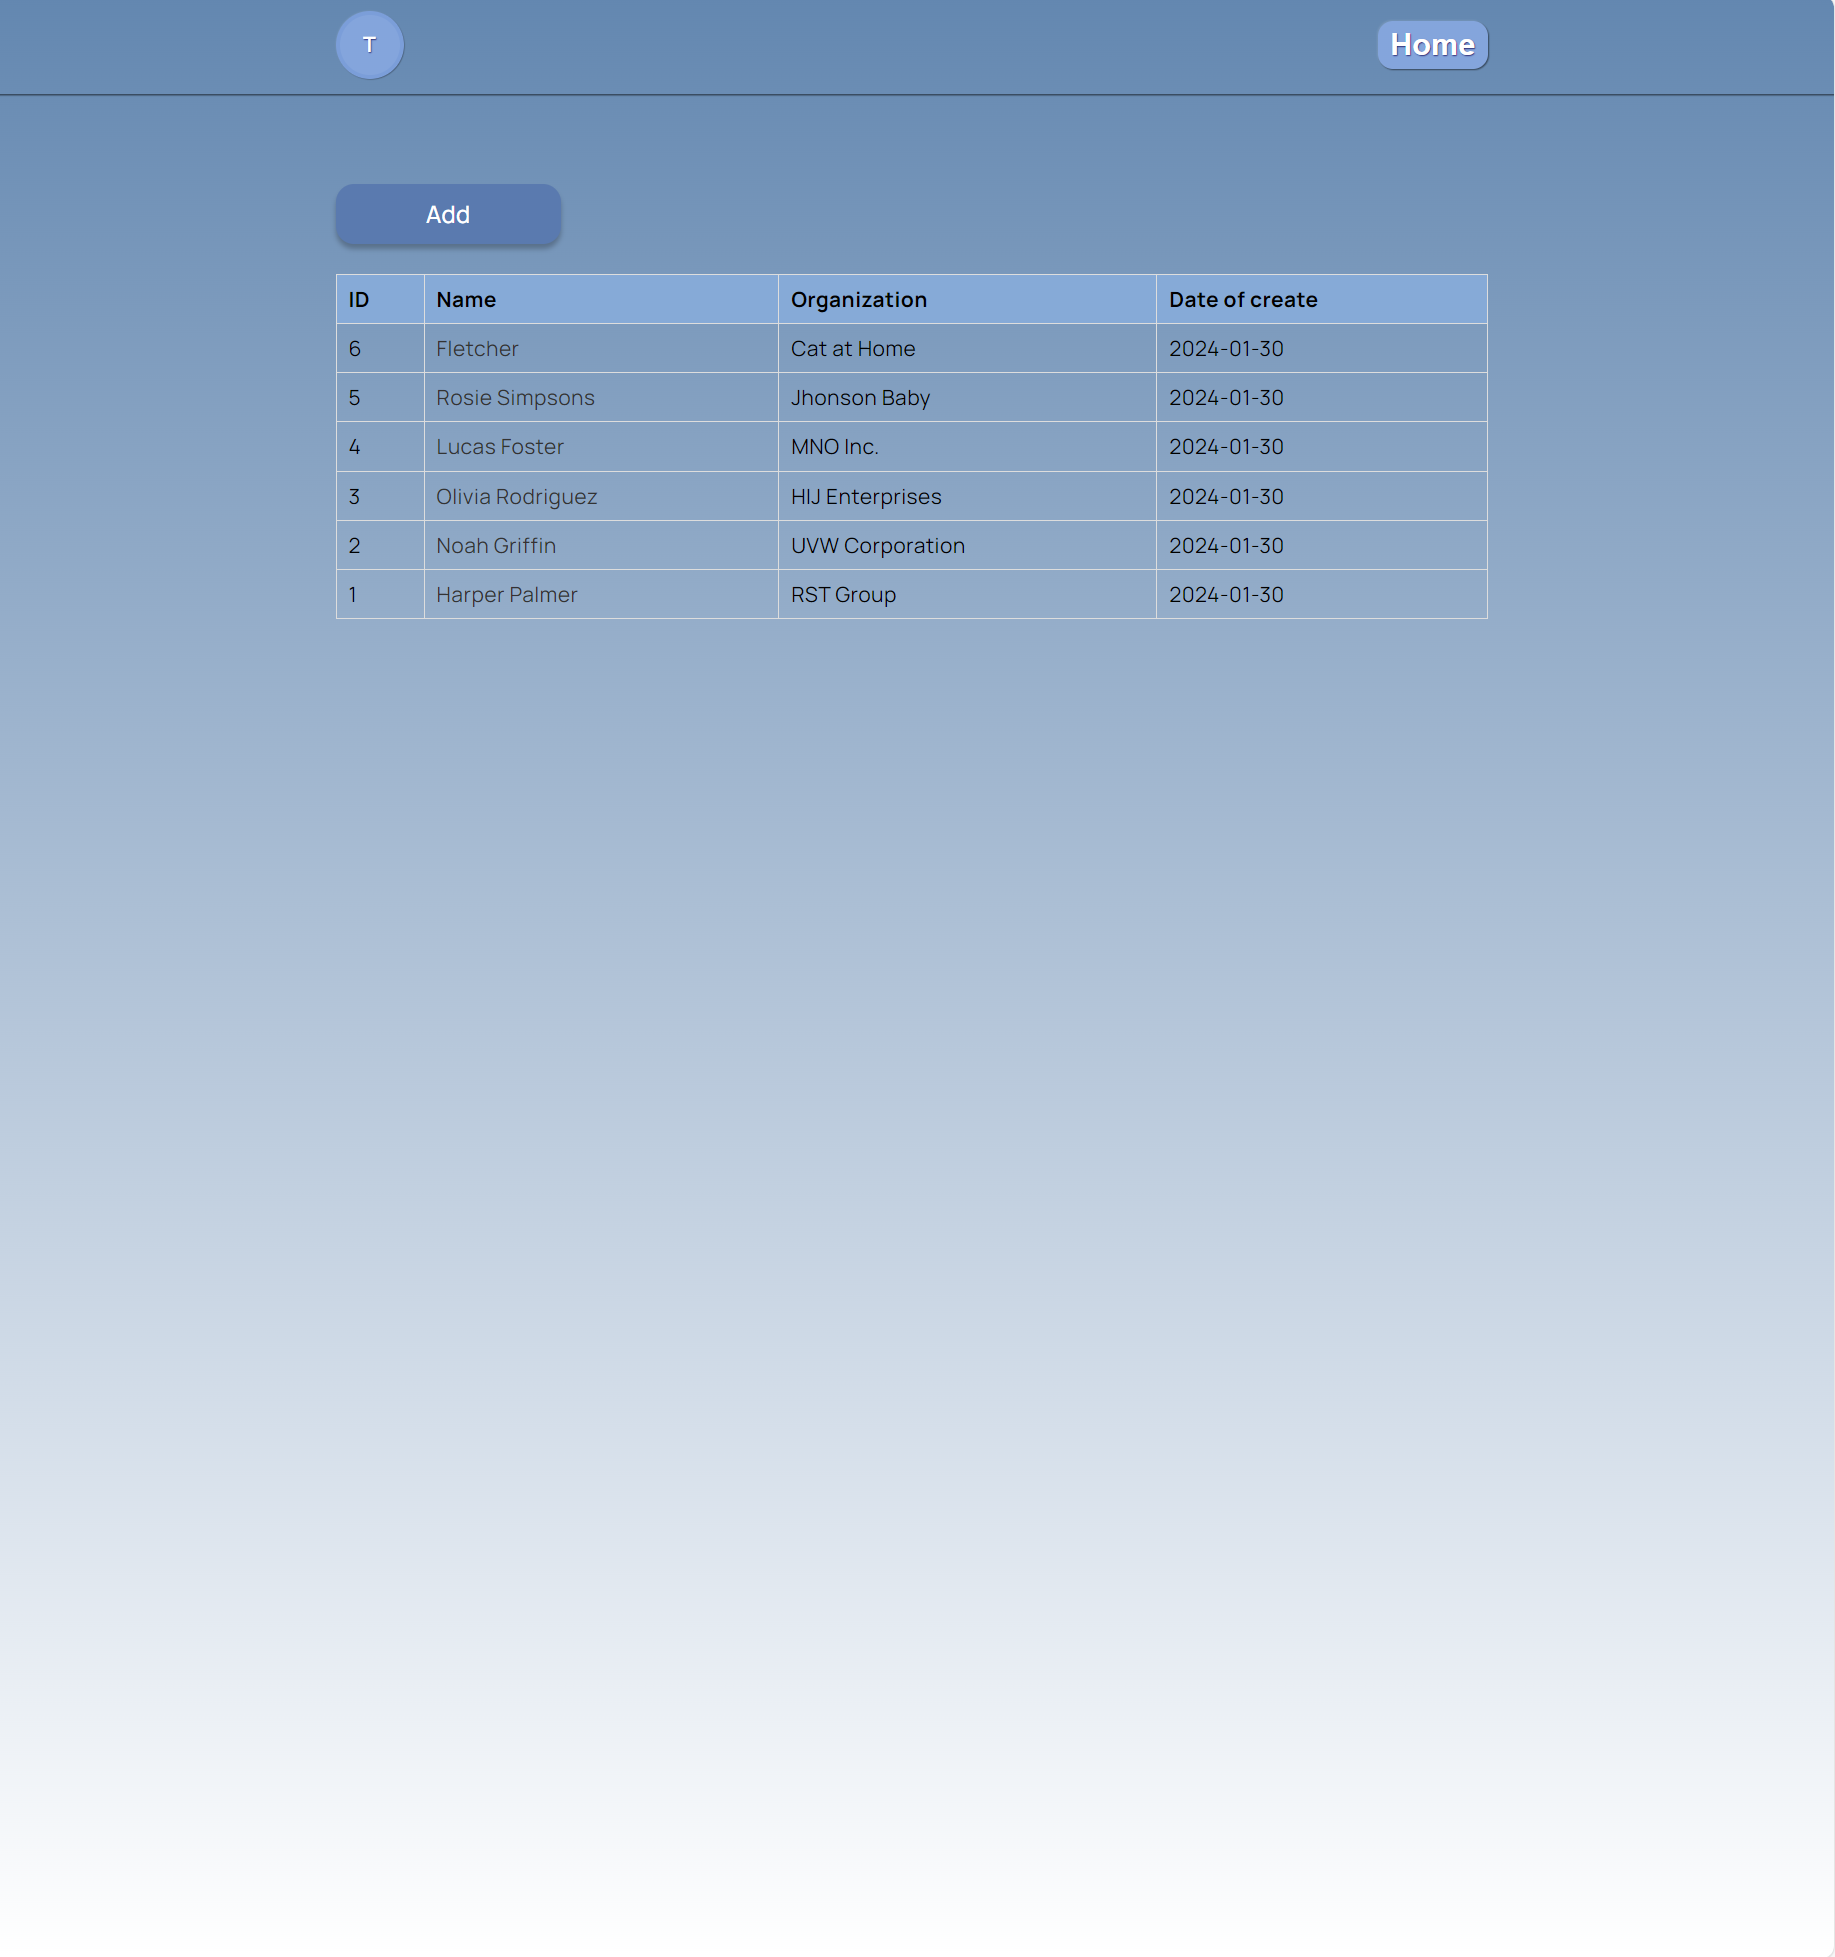 T Home
Add
ID Name Organization Date of create
6 Fletcher Cat at Home 2024-01-30
5 Rosie Simpsons Jhonson Baby 2024-01-30
4 Lucas Foster MNO Inc. 2024-01-30
3 Olivia Rodriguez HIJ Enterprises 2024-01-30
2 Noah Griffin UVW Corporation 2024-01-30
1 Harper Palmer RST Group 2024-01-30